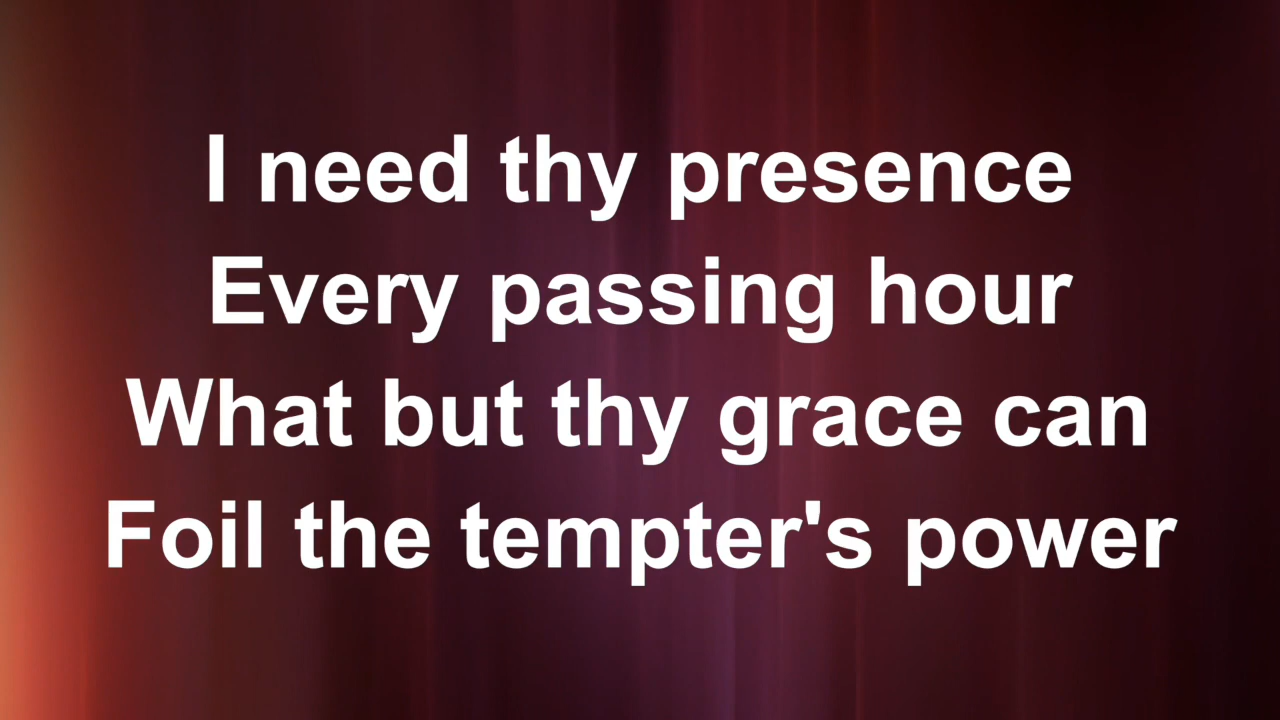 I need thy presence
Every passing hour
What but thy grace can
Foil the tempter's power